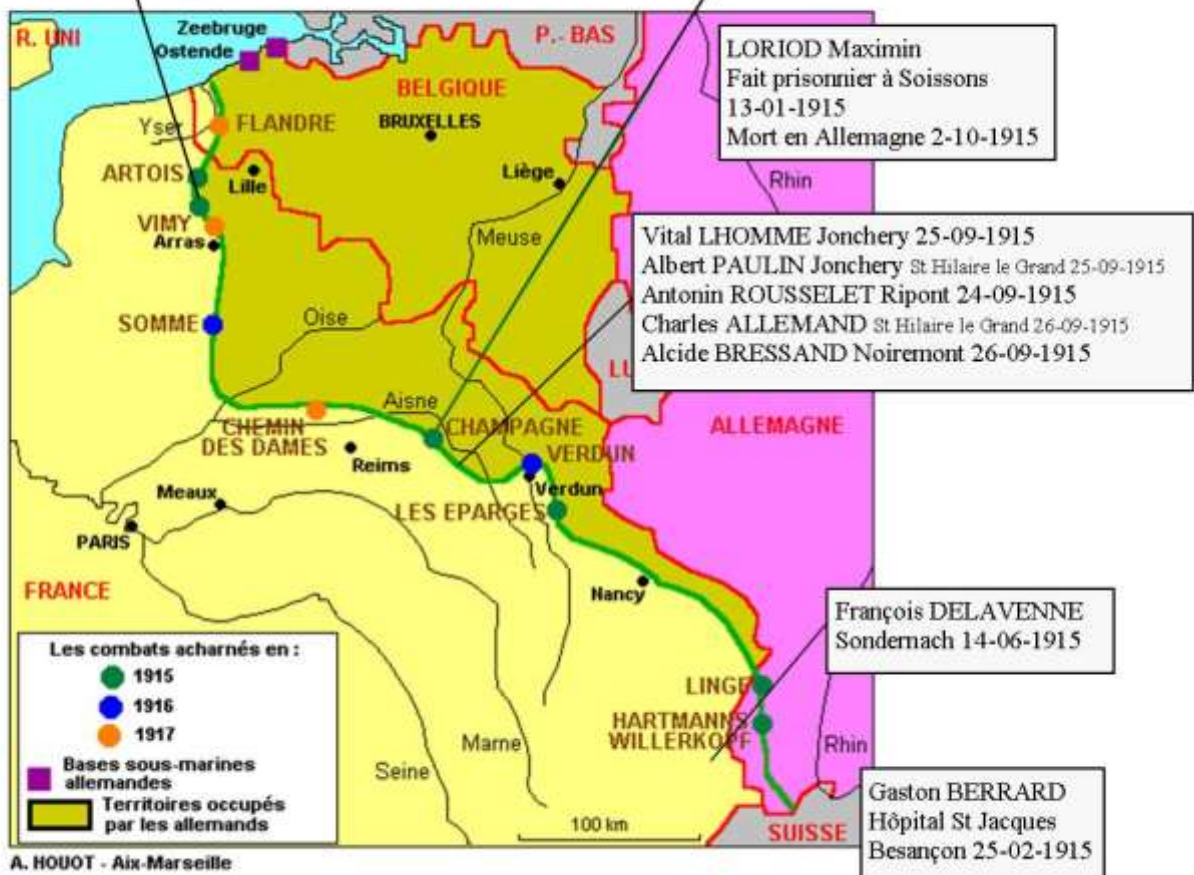 R. UNI
Zeebruge
Ostende
P. - BAS
BELGIQUE
BRUXELLES
Yser
FLANDRE
ARTOIS
Lille
Liège
VIMY
Arras
Meuse
Rhin
SOMME
Oise
LU
Aisne
CHEMIN
DES DAMES
CHAMPAGNE
ALLEMAGNE
Reims
VERDUN
Verdun
Meaux
LES EPARGES
PARIS
Nancy
FRANCE
LINGE
HARTMANNS
WILLERKOPF
Marne
Seine
Rhin
SUISSE
100 km
LORIOD Maximin
Fait prisonnier à Soissons
13-01-1915
Mort en Allemagne 2-10-1915
Vital LHOMME Jonchery 25-09-1915
Albert PAULIN Jonchery St Hilaire le Grand 25-09-1915
Antonin ROUSSELET Ripont 24-09-1915
Charles ALLEMAND St Hilaire le Grand 26-09-1915
Alcide BRESSAND Noiremont 26-09-1915
François DELAVENNE
Sondernach 14-06-1915
Gaston BERRARD
Hôpital St Jacques
Besançon 25-02-1915
Les combats acharnés en :
1915
1916
1917
Bases sous-marines
allemandes
Territoires occupés
par les allemands
A. HOUOT - Aix-Marseille